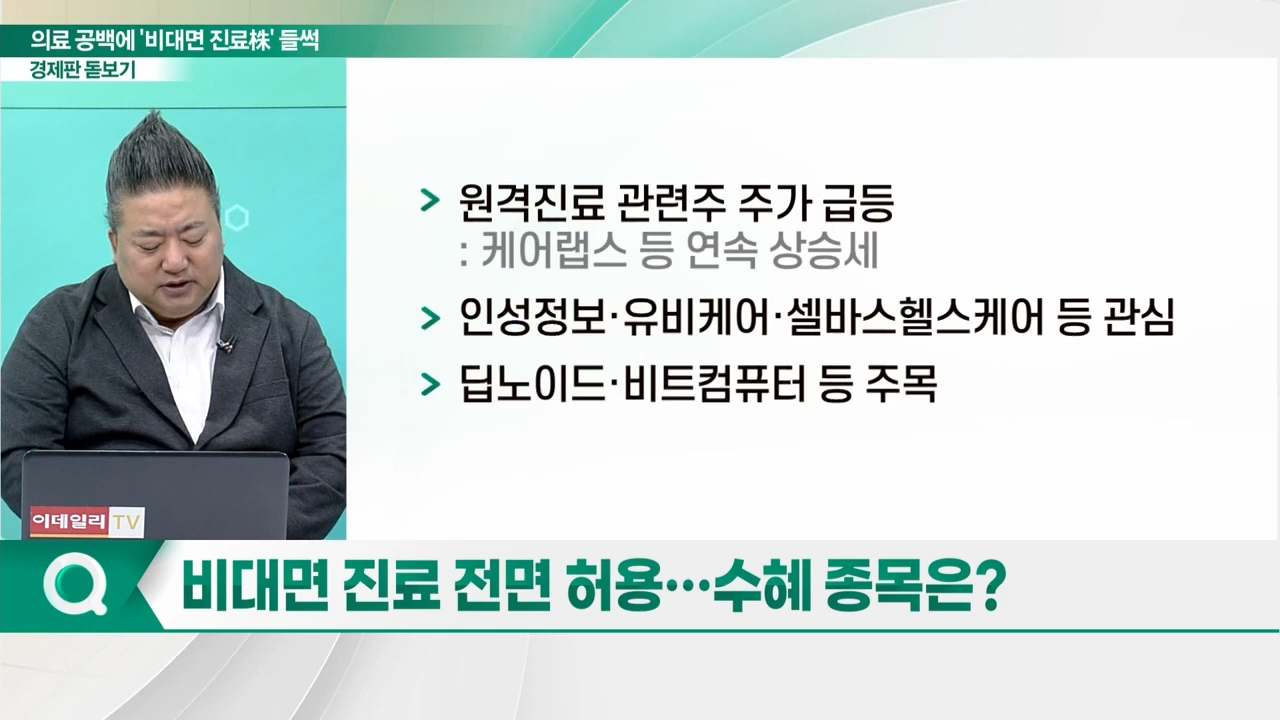 의료 공백에 '비대면 진료株' 들썩
경제판 돋보기
> 원격진료 관련주 주가 급등
: 케어랩스 등 연속 상승세
> 인성정보·유비케어·셀바스헬스케어 등 관심
> 딥노이드·비트컴퓨터 등 주목
이데일리 TV
Q 비대면 진료 전면 허용…수혜 종목은?